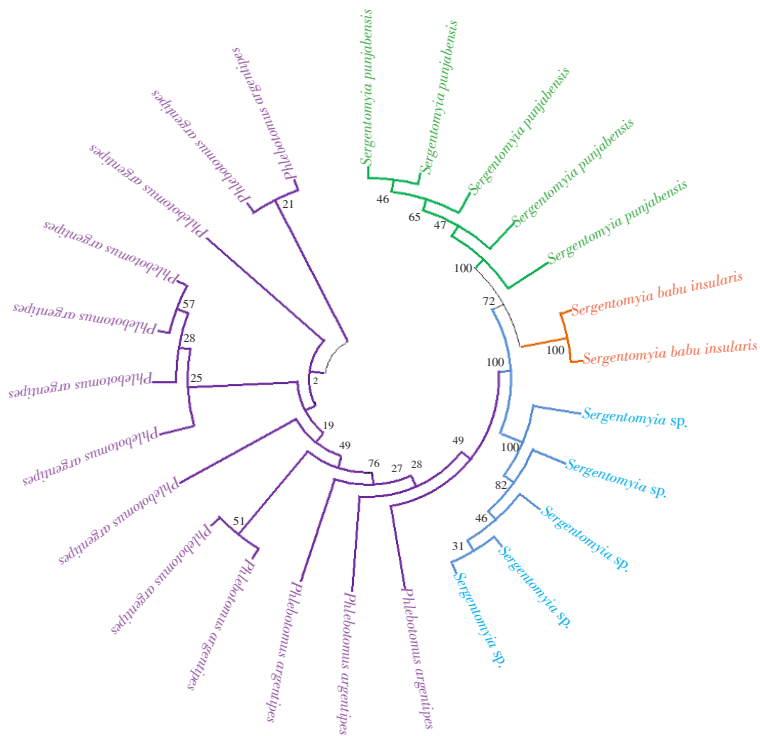 Sergentomyia punjabensis
Sergentomyia punjabensis
Sergentomyia punjabensis
Sergentomyia punjabensis
Sergentomyia punjabensis
Sergentomyia babu insularis
Sergentomyia babu insularis
Sergentomyia sp.
Sergentomyia sp.
Sergentomyia sp.
Sergentomyia sp.
Sergentomyia sp.
Phlebotomus argentipes
Phlebotomus argentipes
Phlebotomus argentipes
Phlebotomus argentipes
Phlebotomus argentipes
Phlebotomus argentipes
Phlebotomus argentipes
Phlebotomus argentipes
Phlebotomus argentipes
Phlebotomus argentipes
Phlebotomus argentipes
Phlebotomus argentipes
Phlebotomus argentipes
46
65
47
100
72
100
100
100
82
46
31
49
28
27
76
49
19
51
25
28
57
2
21